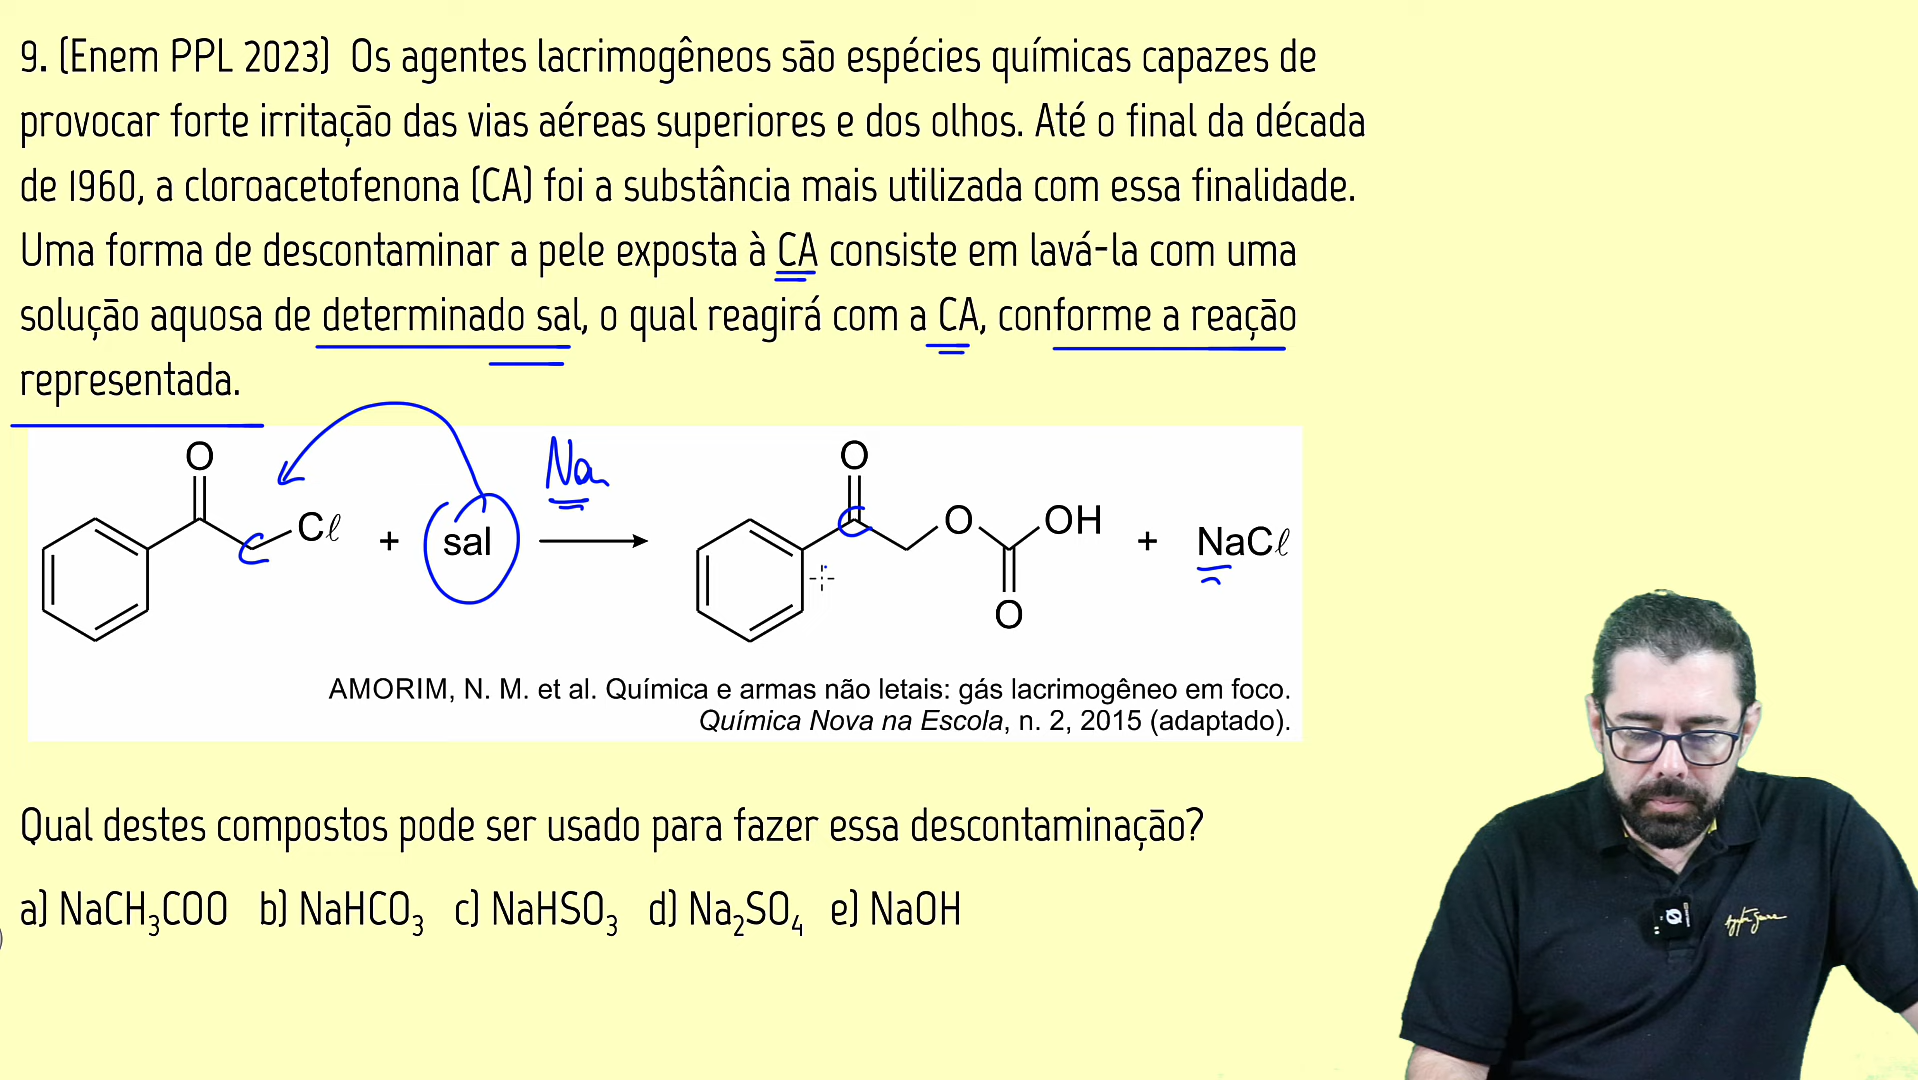 9. (Enem PPL 2023) Os agentes lacrimogêneos são espécies químicas capazes de
provocar forte irritação das vias aéreas superiores e dos olhos. Até o final da década
de 1960, a cloroacetofenona (CA) foi a substância mais utilizada com essa finalidade.
Uma forma de descontaminar a pele exposta à CA consiste em lavá-la com uma
solução aquosa de determinado sal, o qual reagirá com a CA, conforme a reação
representada.
Na
O
Cℓ + sal
O
O
OH
O
+ NaCℓ
AMORIM, N. M. et al. Química e armas não letais: gás lacrimogêneo em foco.
Química Nova na Escola, n. 2, 2015 (adaptado).
Qual destes compostos pode ser usado para fazer essa descontaminação?
a) NaCH₃COO b) NaHCO₃ c) NaHSO₃ d) Na₂SO₄ e) NaOH